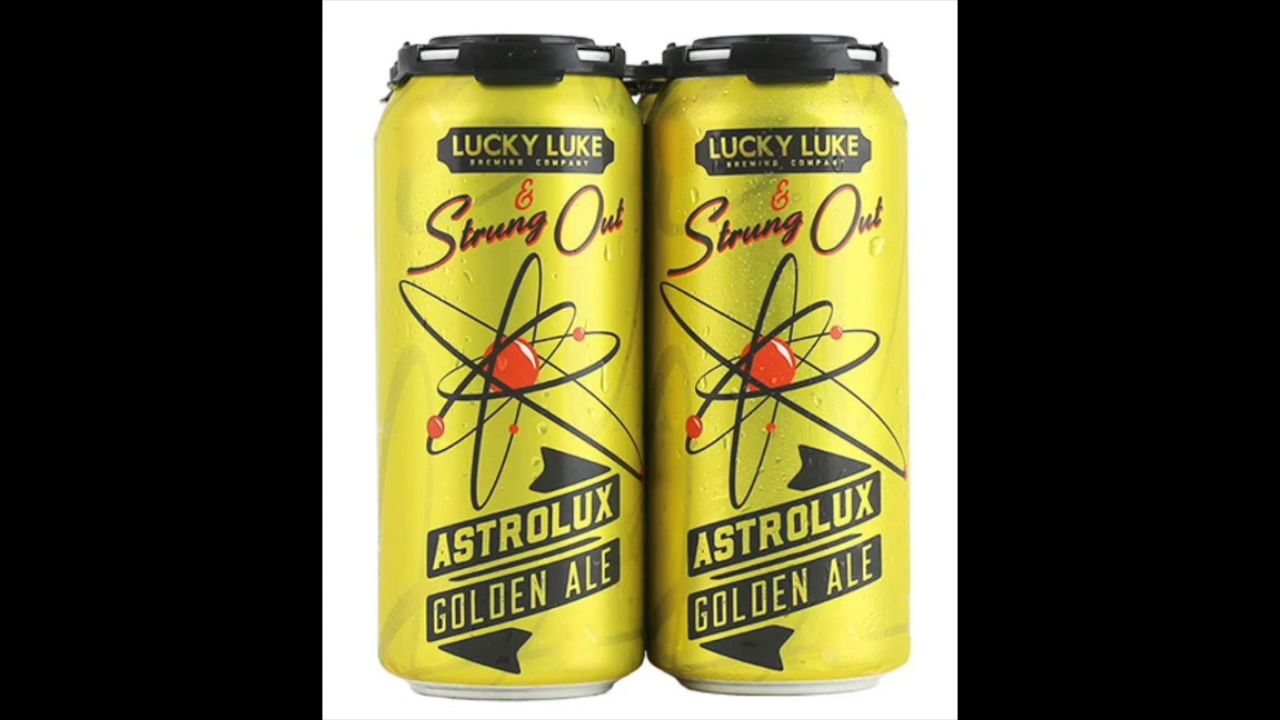 LUCKY LUKE
BREWING COMPANY
&
Strung Out
ASTROLUX
GOLDEN ALE
LUCKY LUKE
BREWING COMPANY
&
Strung Out
ASTROLUX
GOLDEN ALE